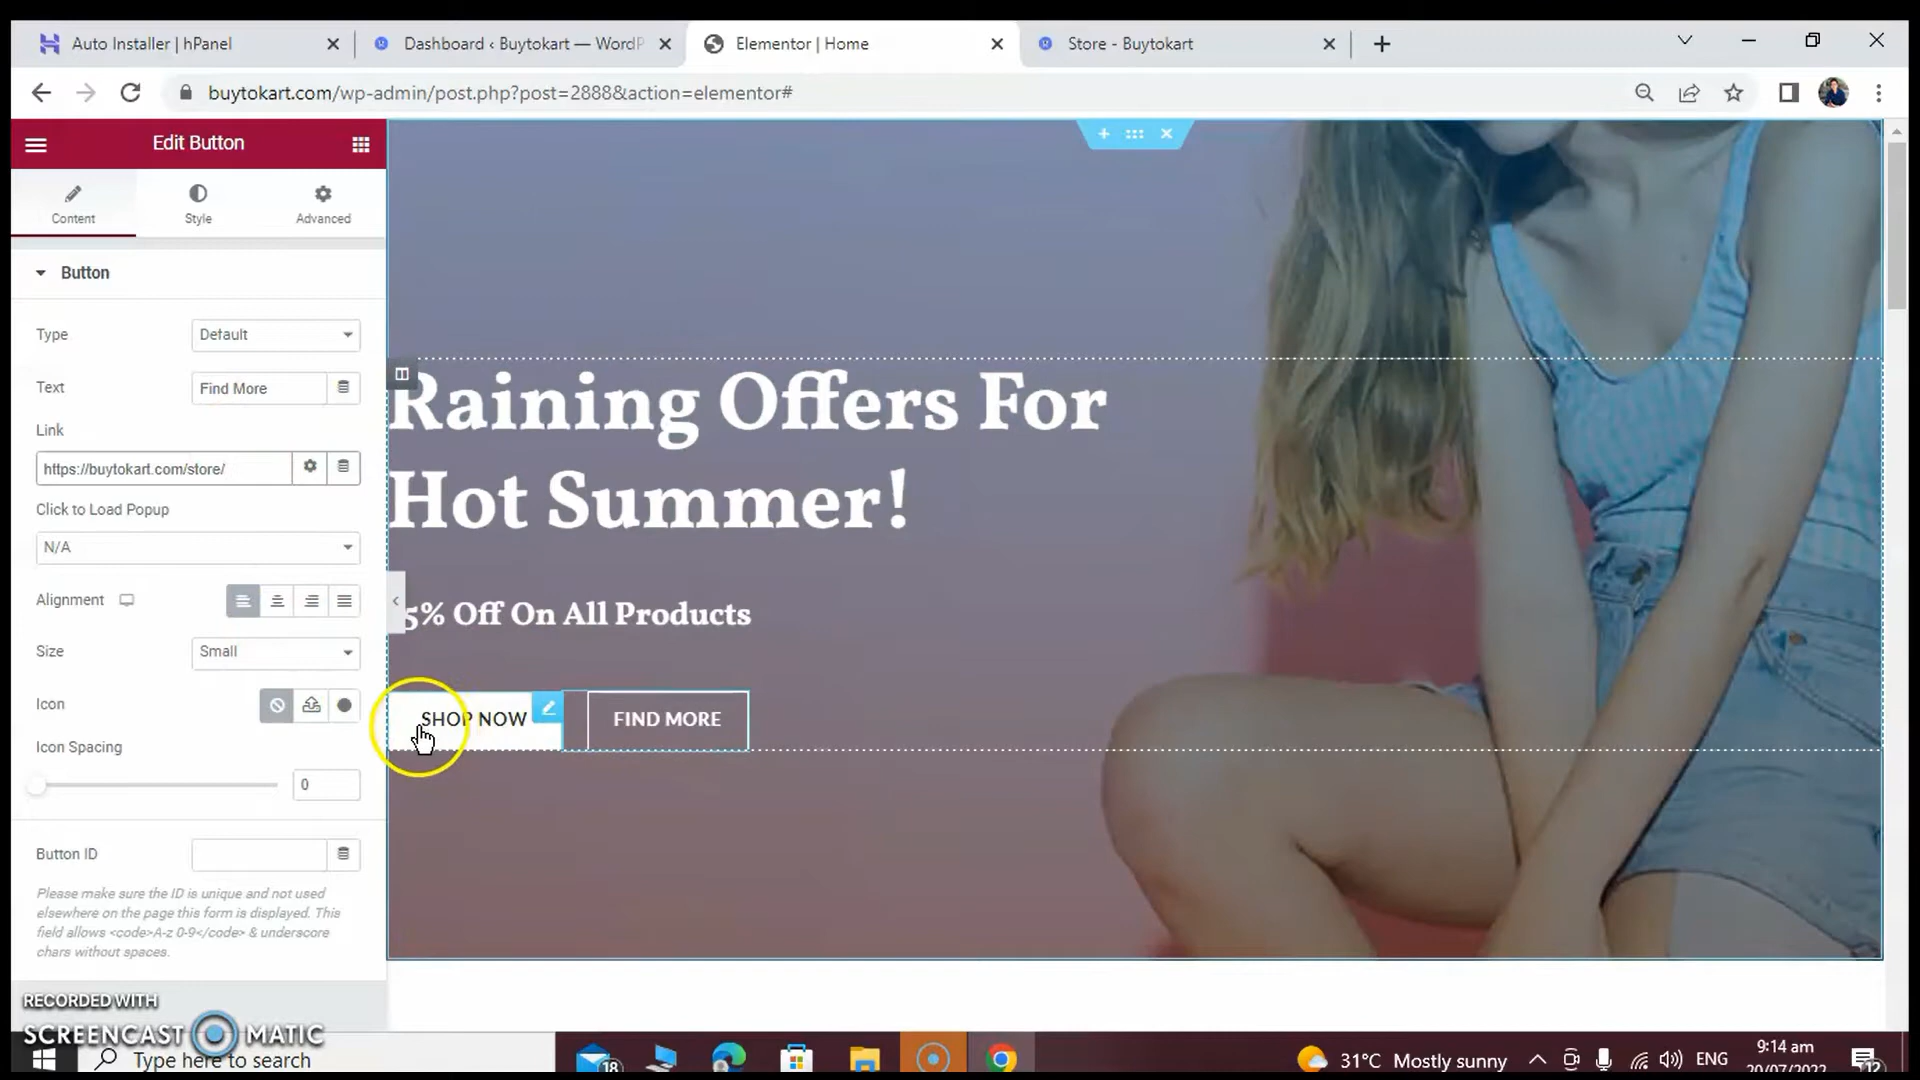 Auto Installer | hPanel
Dashboard ‹ Buytokart — WordP
Elementor | Home
Store - Buytokart
buytokart.com/wp-admin/post.php?post=2888&action=elementor#
Edit Button
Content
Style
Advanced
Button
Type
Default
Text
Find More
Link
https://buytokart.com/store/
Click to Load Popup
N/A
Alignment
Size
Small
Icon
Icon Spacing
0
Button ID
Please make sure the ID is unique and not used
elsewhere on the page this form is displayed. This
field allows <code>A-z 0-9</code> & underscore
chars without spaces.
Raining Offers For
Hot Summer!
5% Off On All Products
SHOP NOW
FIND MORE
RECORDED WITH
SCREENCAST MATIC
Type here to search
18
31°C Mostly sunny
ENG
9:14 am
20/07/2022
12